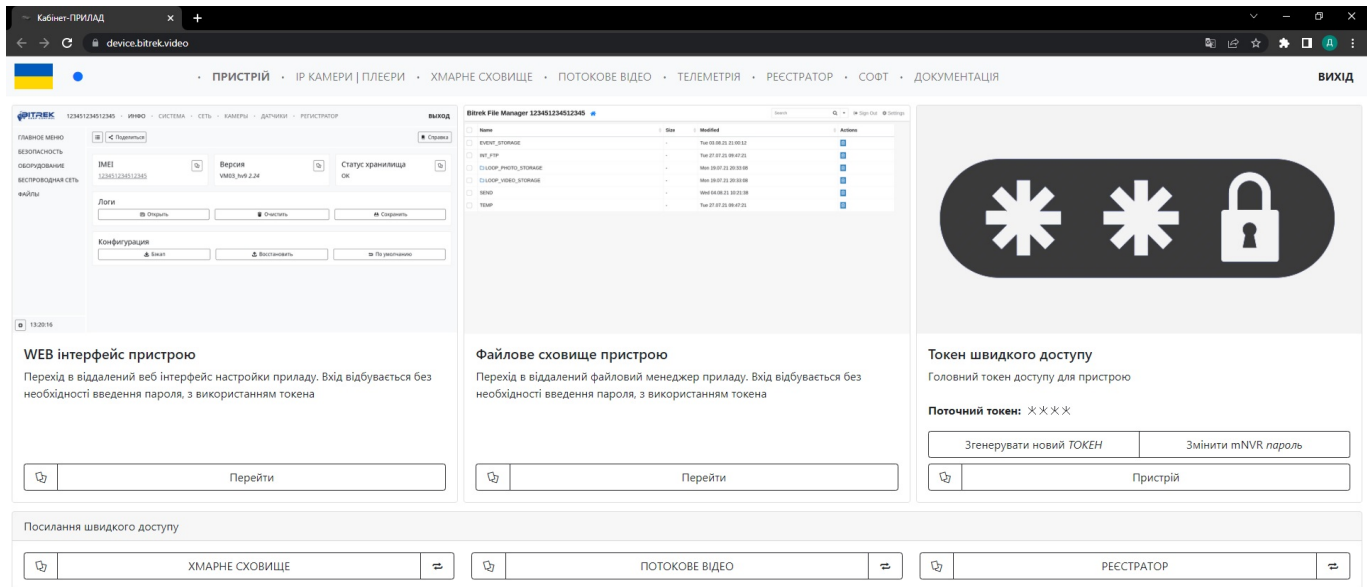 Кабінет-ПРИЛАД
device.bitrek.video
Д
· ПРИСТРІЙ · IP КАМЕРИ | ПЛЕЄРИ · ХМАРНЕ СХОВИЩЕ · ПОТОКОВЕ ВІДЕО · ТЕЛЕМЕТРІЯ · РЕЄСТРАТОР · СОФТ · ДОКУМЕНТАЦІЯ
ВИХІД
BITREK
123451234512345 · ИНФО · СИСТЕМА · СЕТЬ · КАМЕРЫ · ДАТЧИКИ · РЕГИСТРАТОР
ВЫХОД
ГЛАВНОЕ МЕНЮ
БЕЗОПАСНОСТЬ
ОБОРУДОВАНИЕ
БЕСПРОВОДНАЯ СЕТЬ
ФАЙЛЫ
Поделиться
Справка
IMEI
123451234512345
Версия
VM03_hv9 2.24
Статус хранилища
OK
Логи
Открыть
Очистить
Сохранить
Конфигурация
Бэкап
Восстановить
По умолчанию
13:20:16
Bitrek File Manager 123451234512345
Search
Sign Out
Settings
Name Size Modified Actions
EVENT_STORAGE - Tue 03.08.21 21:00:12
INT_FTP - Tue 27.07.21 09:47:21
LOOP_PHOTO_STORAGE - Mon 19.07.21 20:33:08
LOOP_VIDEO_STORAGE - Mon 19.07.21 20:33:08
SEND - Wed 04.08.21 10:21:38
TEMP - Tue 27.07.21 09:47:21
WEB інтерфейс пристрою
Перехід в віддалений веб інтерфейс настройки приладу. Вхід відбувається без
необхідності введення пароля, з використанням токена
Перейти
Файлове сховище пристрою
Перехід в віддалений файловий менеджер приладу. Вхід відбувається без
необхідності введення пароля, з використанням токена
Перейти
Токен швидкого доступу
Головний токен доступу для пристрою
Поточний токен: ****
Згенерувати новий ТОКЕН
Змінити mNVR пароль
Пристрій
Посилання швидкого доступу
ХМАРНЕ СХОВИЩЕ
ПОТОКОВЕ ВІДЕО
РЕЄСТРАТОР